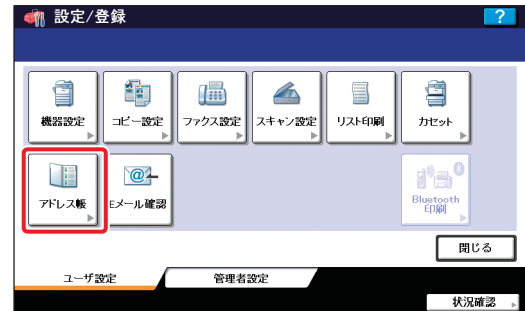 設定/登録
?
機器設定
コピー設定
ファクス設定
スキャン設定
リスト印刷
カセット
アドレス帳
Eメール確認
Bluetooth
印刷
閉じる
ユーザ設定
管理者設定
状況確認